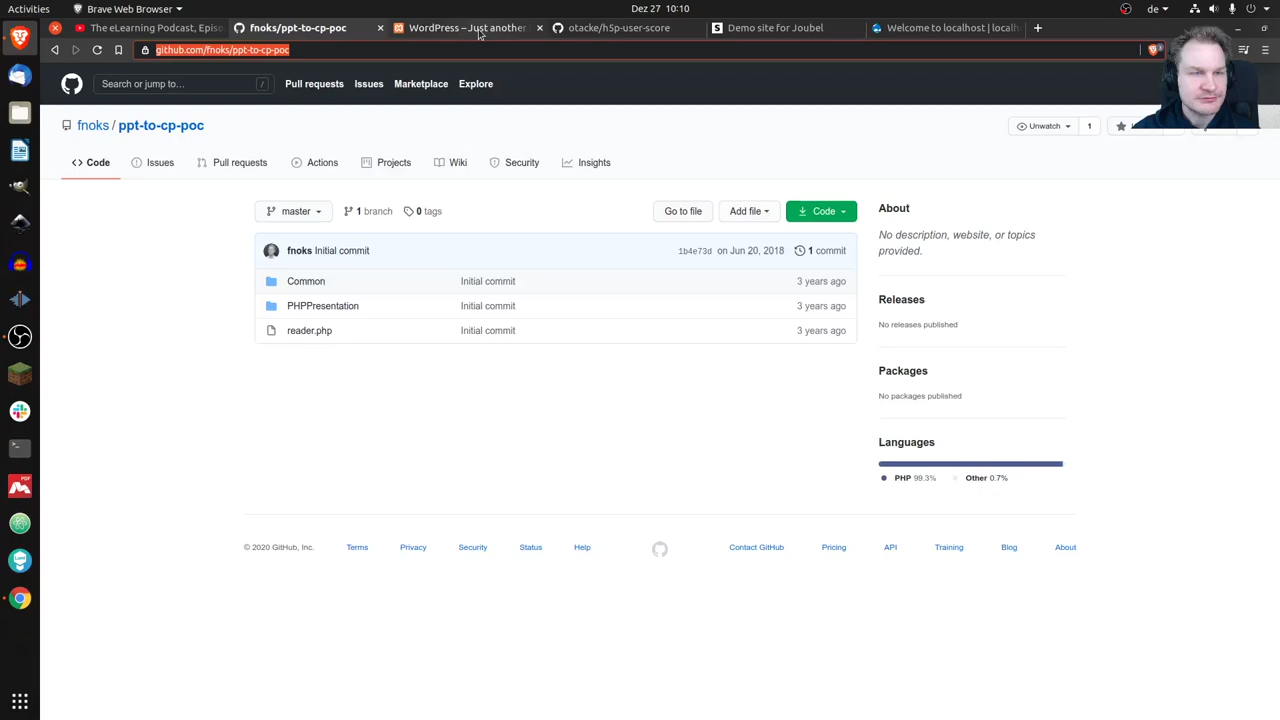 Activities
Brave Web Browser
Dez 27 10:10
de
The eLearning Podcast, Episo
fnoks/ppt-to-cp-poc
WordPress – Just another
otacke/h5p-user-score
Demo site for Joubel
Welcome to localhost | localh
github.com/fnoks/ppt-to-cp-poc
Search or jump to…
/
Pull requests
Issues
Marketplace
Explore
fnoks / ppt-to-cp-poc
Unwatch
1
Code
Issues
Pull requests
Actions
Projects
Wiki
Security
Insights
master
1 branch
0 tags
Go to file
Add file
Code
About
No description, website, or topics
provided.
fnoks Initial commit
1b4e73d on Jun 20, 2018
1 commit
Common
Initial commit
3 years ago
PHPPresentation
Initial commit
3 years ago
reader.php
Initial commit
3 years ago
Releases
No releases published
Packages
No packages published
Languages
PHP 99.3%
Other 0.7%
© 2020 GitHub, Inc.
Terms
Privacy
Security
Status
Help
Contact GitHub
Pricing
API
Training
Blog
About